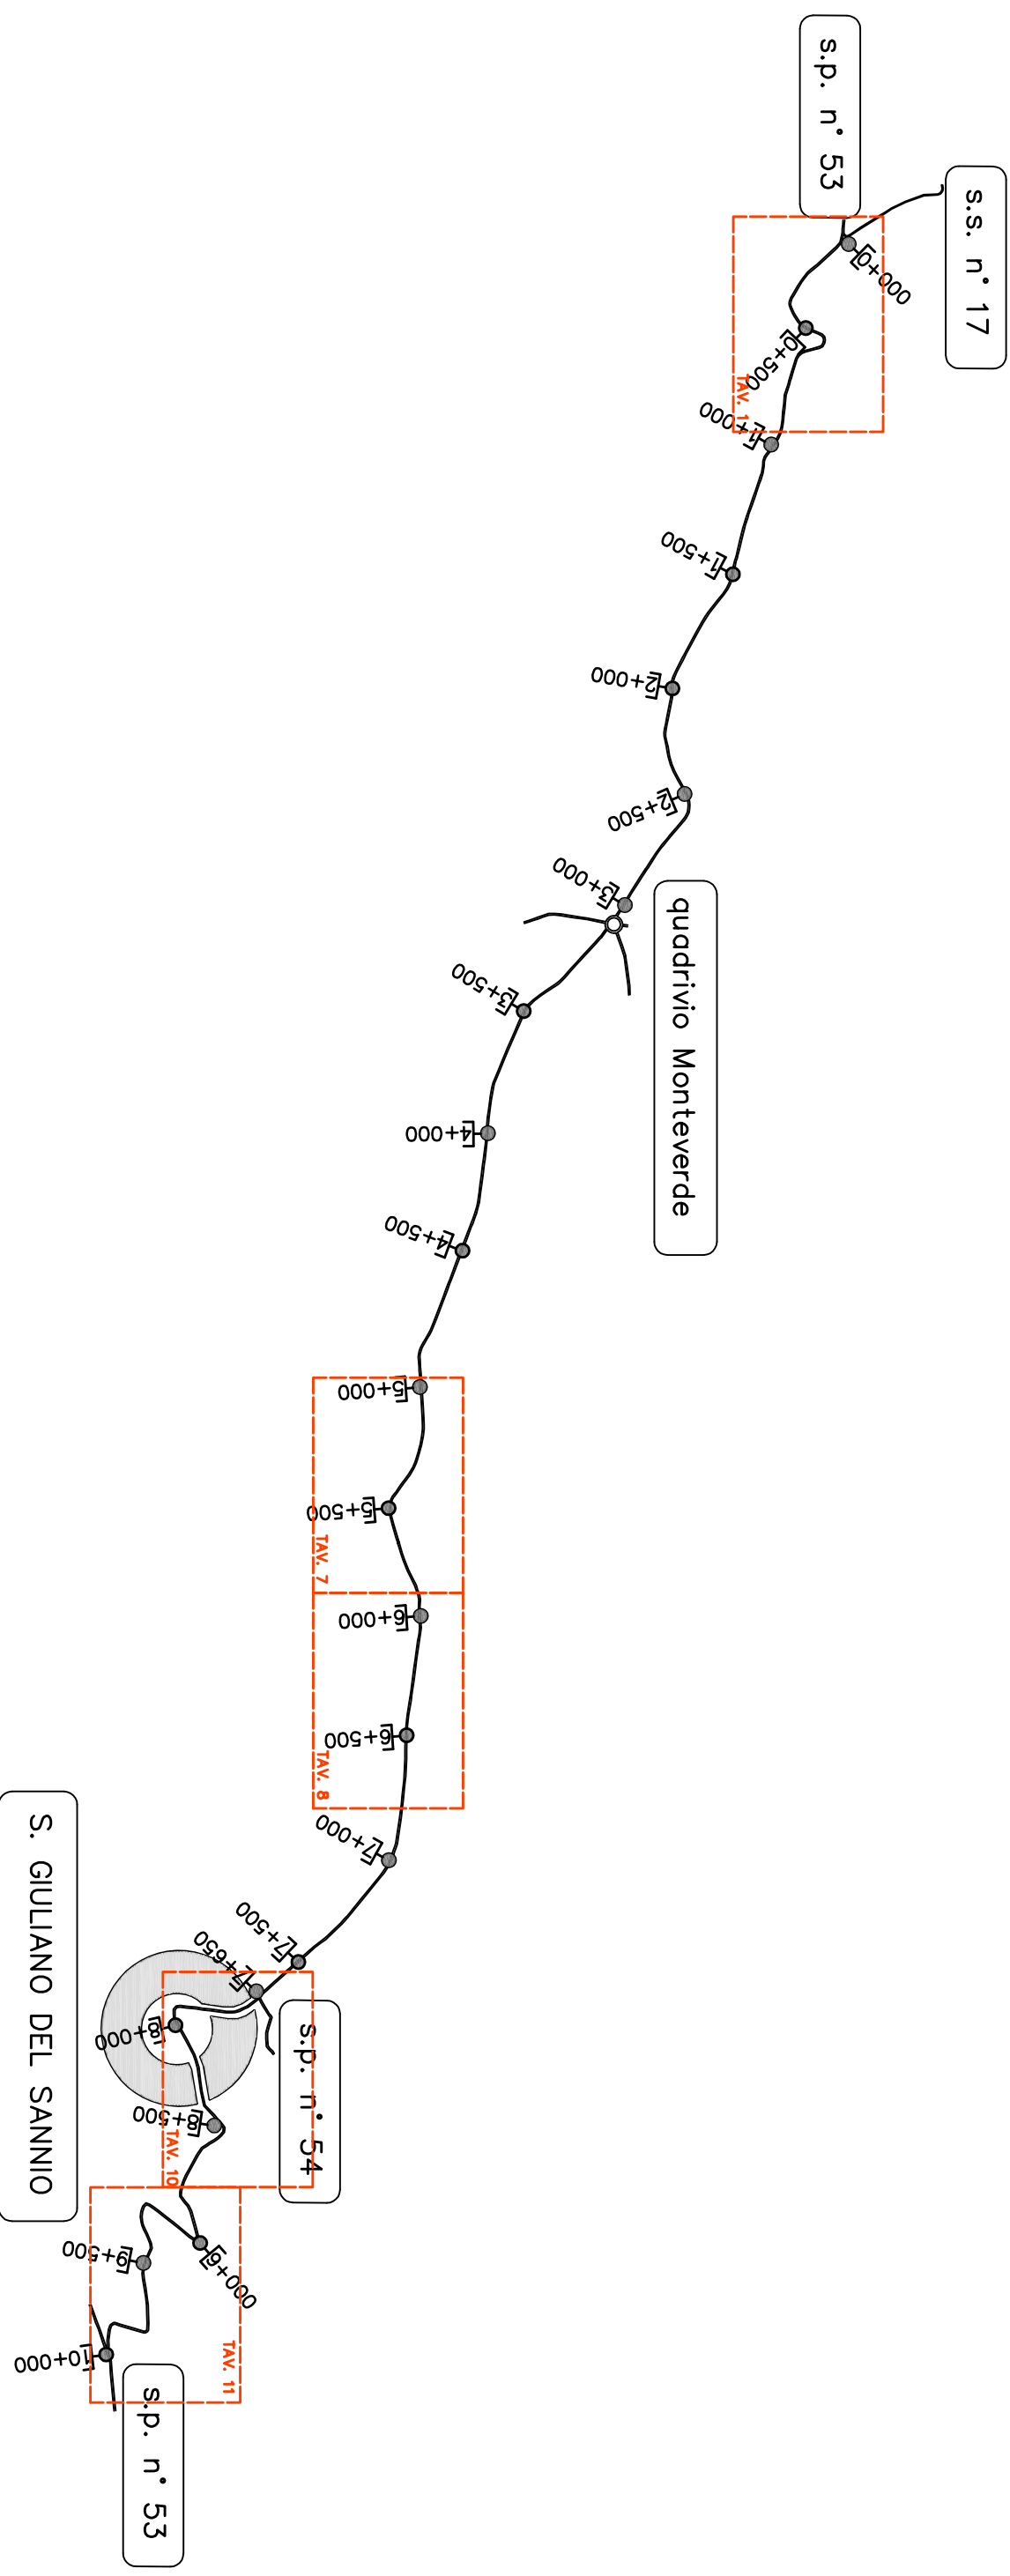 s.p. n° 53
s.s. n° 17
0+000
0+500
TAV. 1
1+000
1+500
2+000
2+500
3+000
quadrivio Monteverde
3+500
4+000
4+500
5+000
5+500
TAV. 7
6+000
6+500
TAV. 8
7+000
7+500
7+650
S. GIULIANO DEL SANNIO
s.p. n° 54
8+000
8+500
TAV. 10
9+000
9+500
TAV. 11
10+000
s.p. n° 53